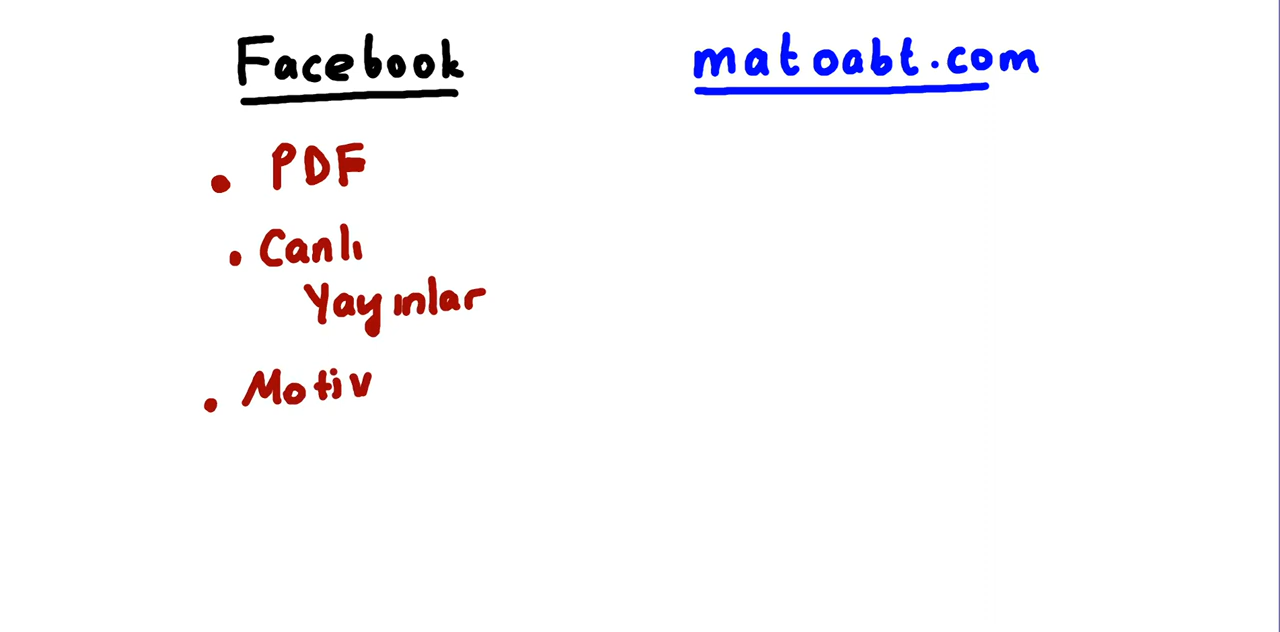 Facebook
matoabt.com
• PDF
• Canlı
Yayınlar
• Motiv